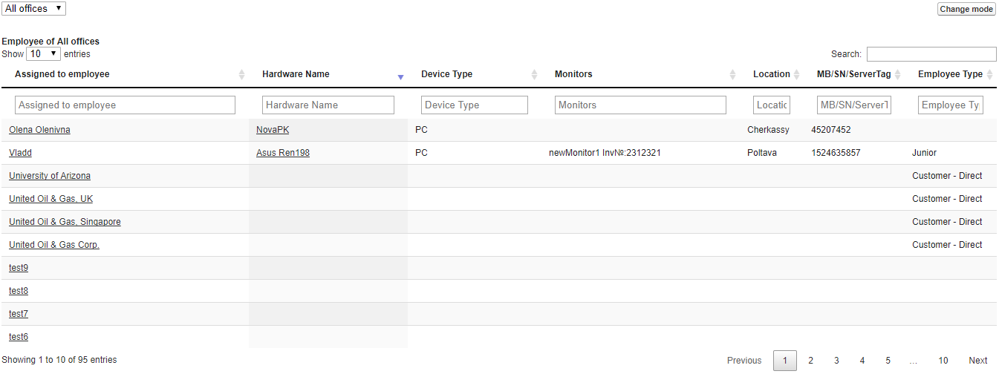 All offices
Change mode
Employee of All offices
Show 10 entries
Search:
Assigned to employee Hardware Name Device Type Monitors Location MB/SN/ServerTag Employee Type
Assigned to employee Hardware Name Device Type Monitors Locatic MB/SN/ServerT Employee Ty
Olena Olenivna NovaPK PC Cherkassy 45207452
Vladd Asus Ren198 PC newMonitor1 Inv№:2312321 Poltava 1524635857 Junior
University of Arizona Customer - Direct
United Oil & Gas, UK Customer - Direct
United Oil & Gas, Singapore Customer - Direct
United Oil & Gas Corp. Customer - Direct
test9
test8
test7
test6
Showing 1 to 10 of 95 entries
Previous 1 2 3 4 5 … 10 Next